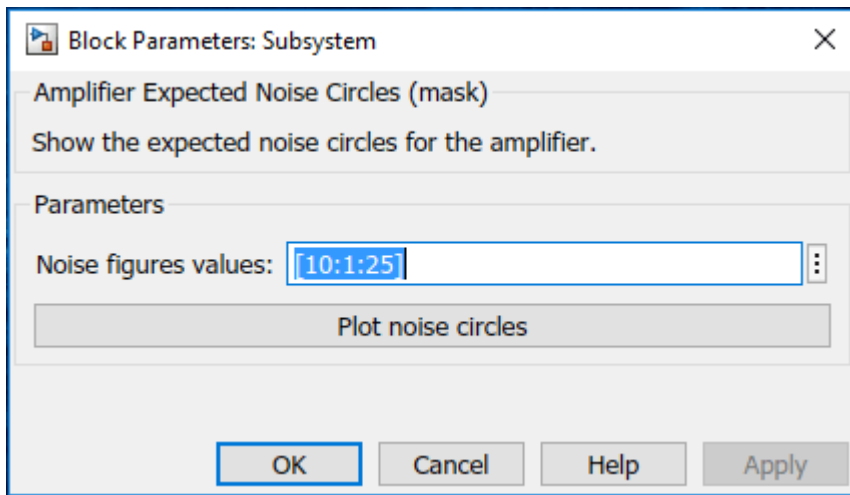 Block Parameters: Subsystem
Amplifier Expected Noise Circles (mask)
Show the expected noise circles for the amplifier.
Parameters
Noise figures values: [10:1:25]
Plot noise circles
OK Cancel Help Apply